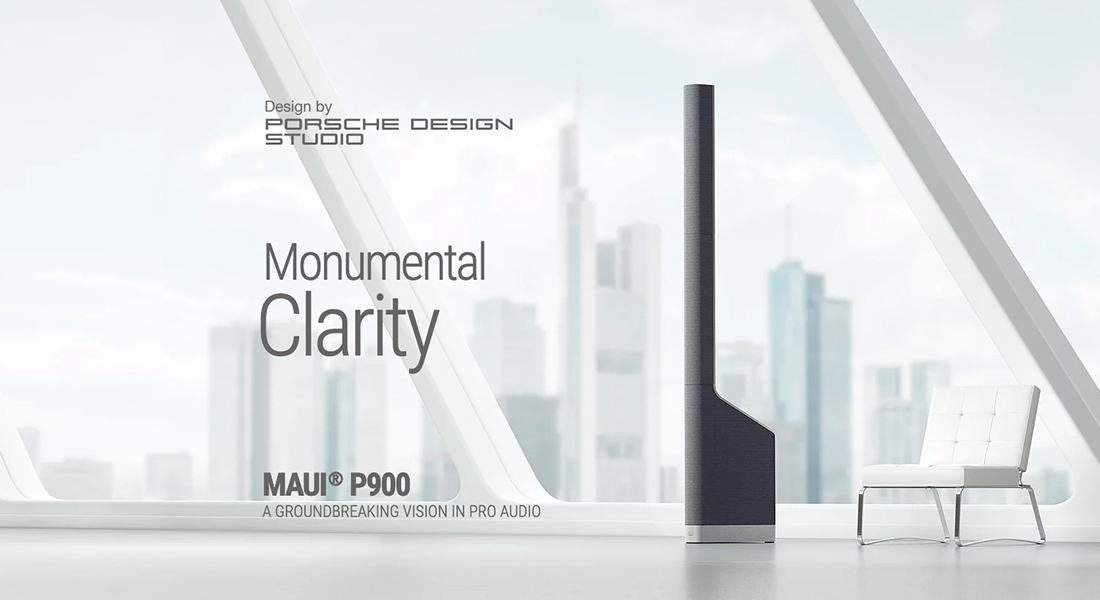 Design by
PORSCHE DESIGN
STUDIO
Monumental
Clarity
MAUI® P900
A GROUNDBREAKING VISION IN PRO AUDIO